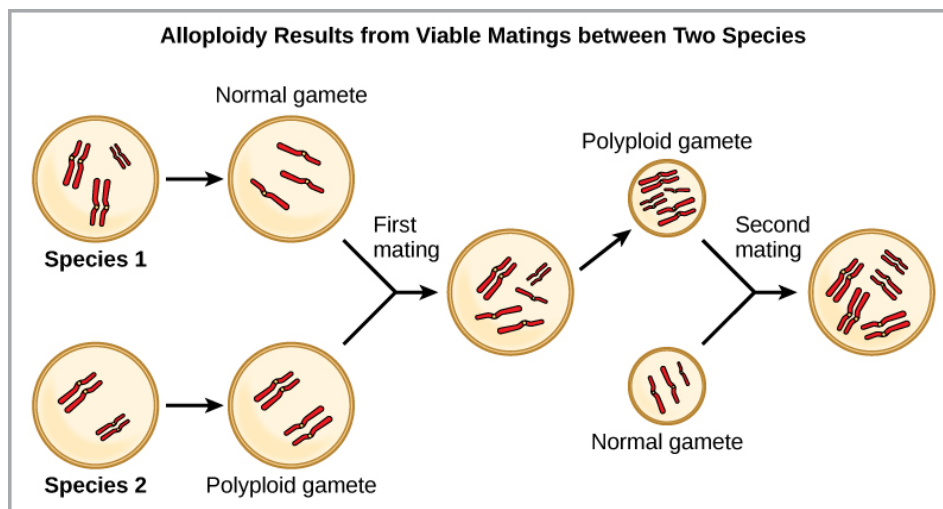 Alloploidy Results from Viable Matings between Two Species
Normal gamete
Species 1
First
mating
Polyploid gamete
Second
mating
Species 2
Polyploid gamete
Normal gamete